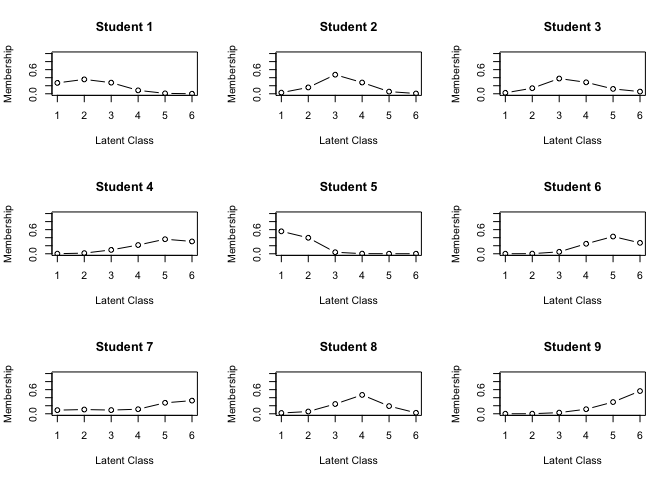 Student 1
Membership
0.0 0.6
1 2 3 4 5 6
Latent Class
Student 2
Membership
0.0 0.6
1 2 3 4 5 6
Latent Class
Student 3
Membership
0.0 0.6
1 2 3 4 5 6
Latent Class
Student 4
Membership
0.0 0.6
1 2 3 4 5 6
Latent Class
Student 5
Membership
0.0 0.6
1 2 3 4 5 6
Latent Class
Student 6
Membership
0.0 0.6
1 2 3 4 5 6
Latent Class
Student 7
Membership
0.0 0.6
1 2 3 4 5 6
Latent Class
Student 8
Membership
0.0 0.6
1 2 3 4 5 6
Latent Class
Student 9
Membership
0.0 0.6
1 2 3 4 5 6
Latent Class